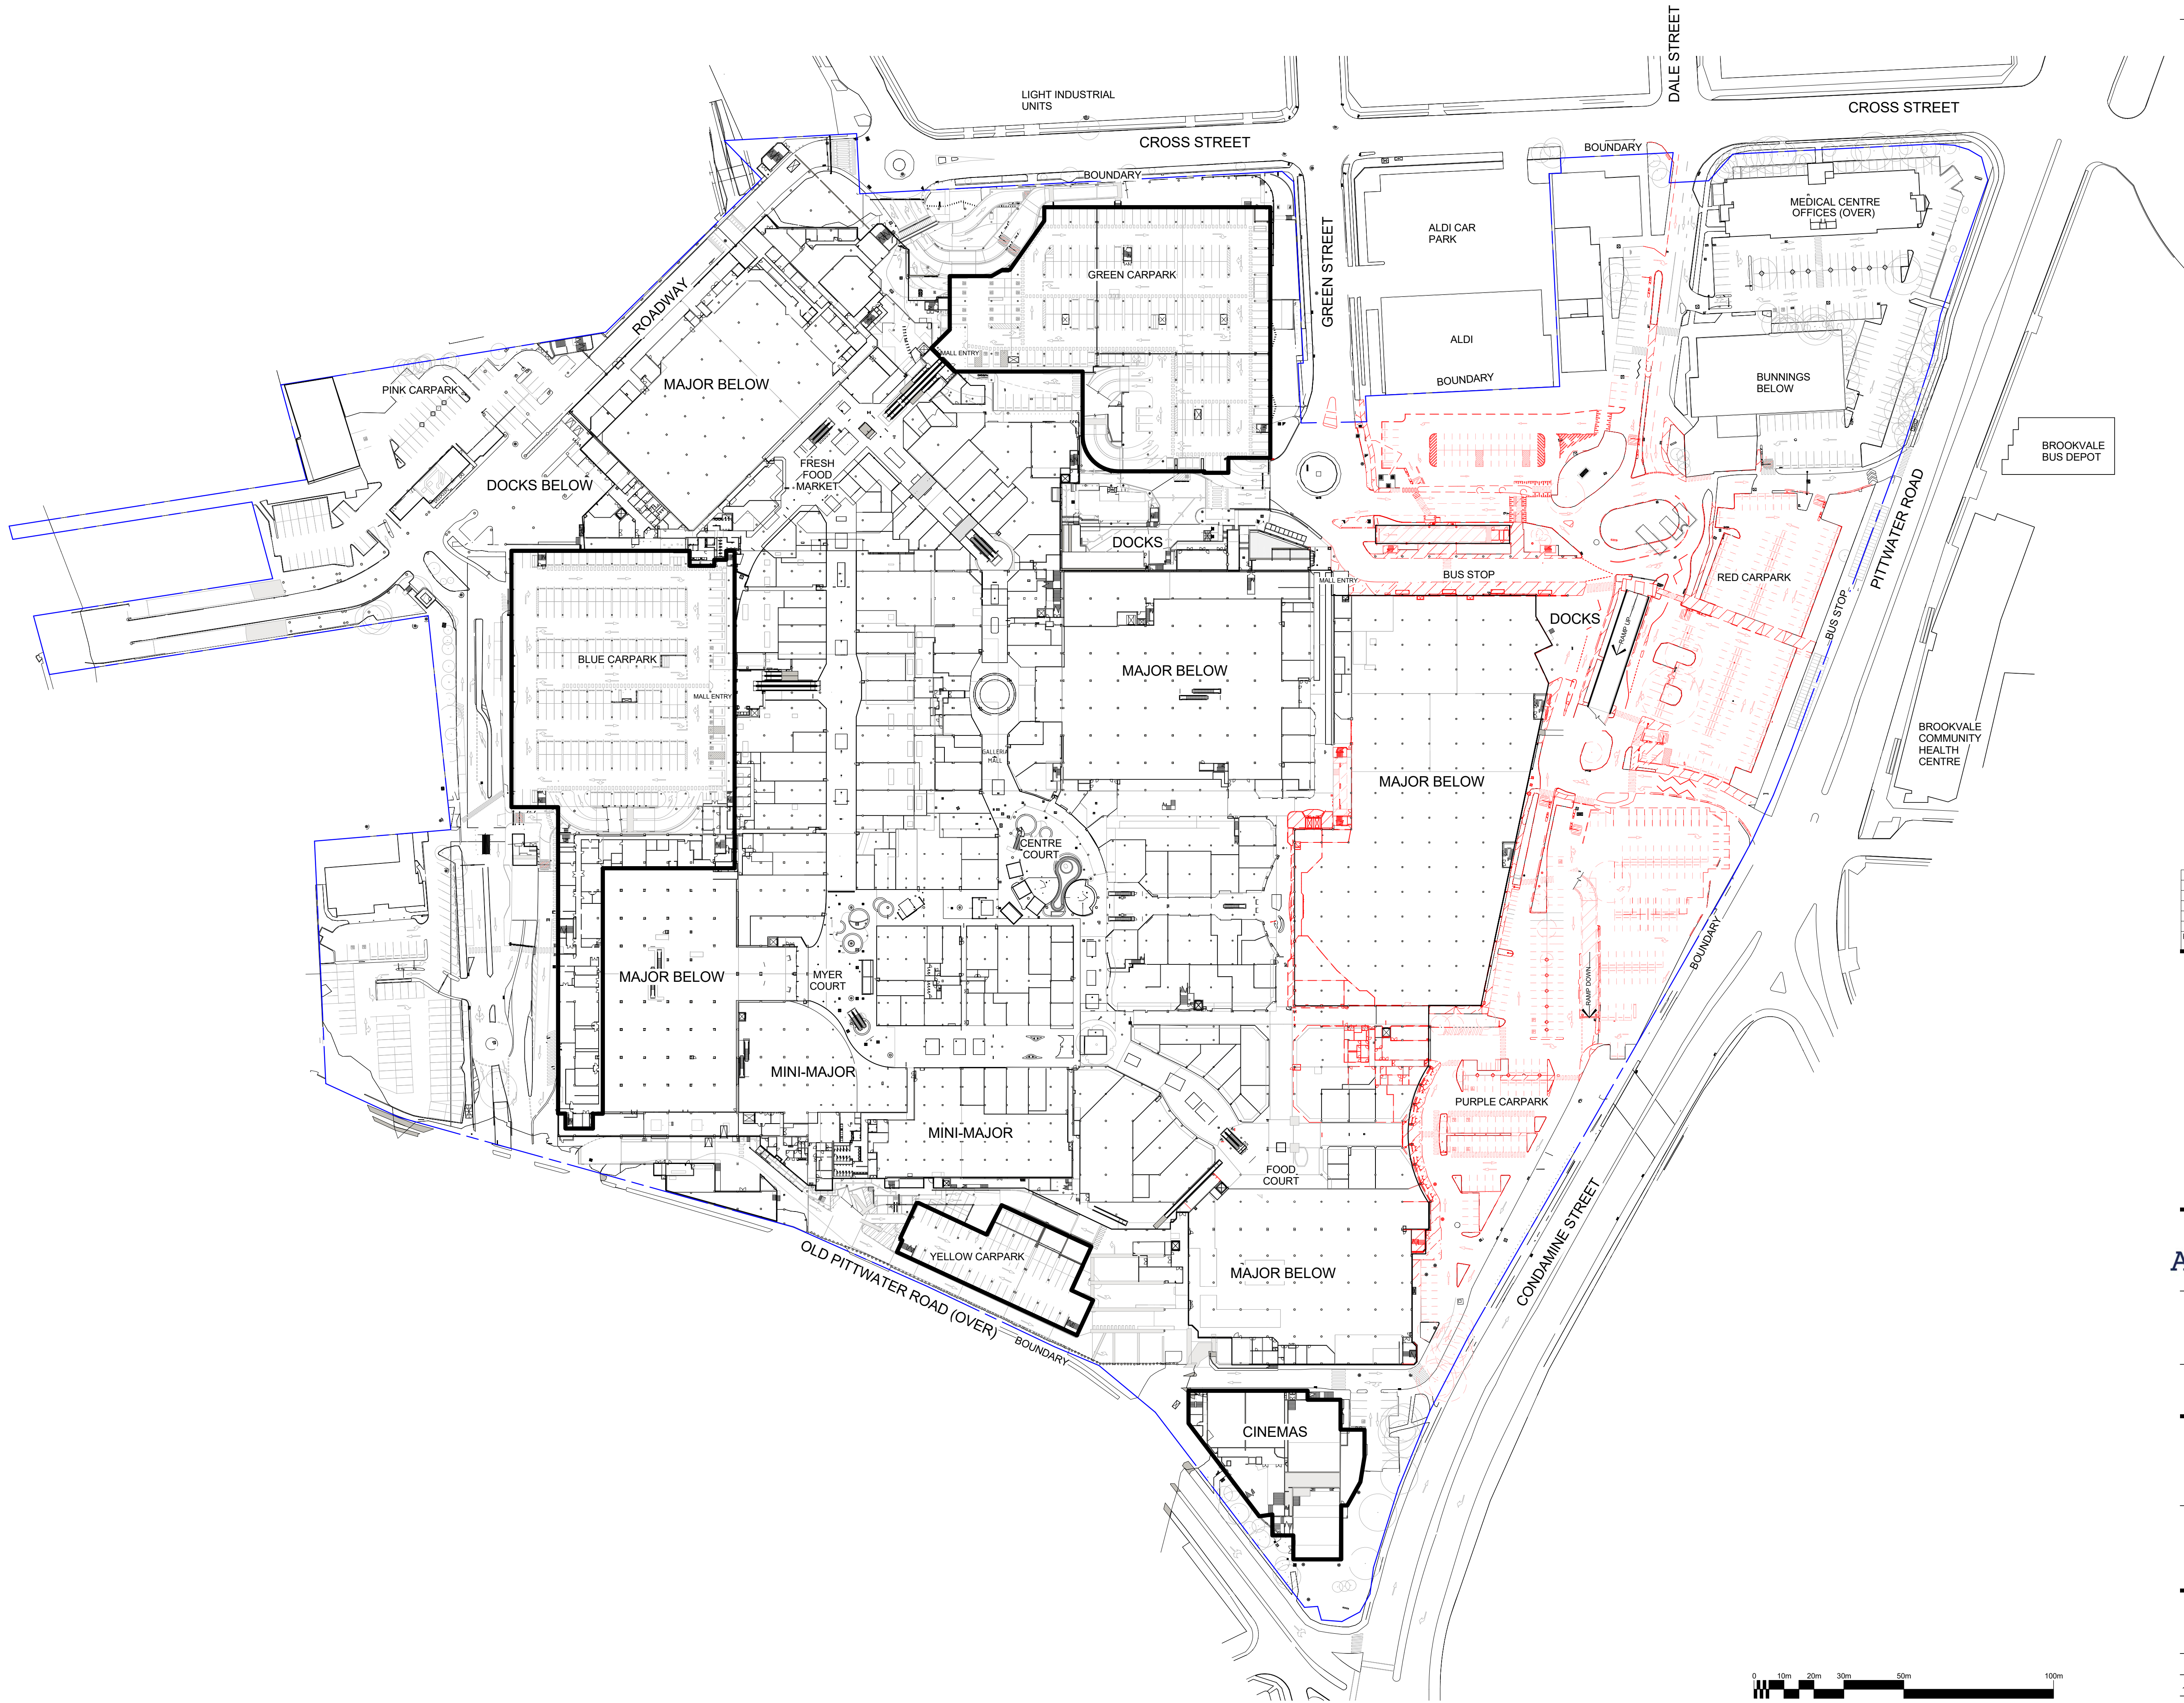 DALE STREET
LIGHT INDUSTRIAL
UNITS
CROSS STREET
CROSS STREET
BOUNDARY
BOUNDARY
MEDICAL CENTRE
OFFICES (OVER)
GREEN STREET
ALDI CAR
PARK
GREEN CARPARK
ROADWAY
ALDI
MALL ENTRY
BOUNDARY
BUNNINGS
BELOW
MAJOR BELOW
PINK CARPARK
BROOKVALE
BUS DEPOT
FRESH
FOOD
MARKET
DOCKS BELOW
PITTWATER ROAD
DOCKS
BUS STOP
MALL ENTRY
RED CARPARK
BUS STOP
DOCKS
RAMP UP
BLUE CARPARK
MALL ENTRY
MAJOR BELOW
GALLERIA
MALL
MAJOR BELOW
BROOKVALE
COMMUNITY
HEALTH
CENTRE
CENTRE
COURT
BOUNDARY
MAJOR BELOW
MYER
COURT
RAMP DOWN
MINI-MAJOR
PURPLE CARPARK
MINI-MAJOR
FOOD
COURT
YELLOW CARPARK
MAJOR BELOW
CONDAMINE STREET
OLD PITTWATER ROAD (OVER)
BOUNDARY
CINEMAS
0 10m 20m 30m 50m 100m